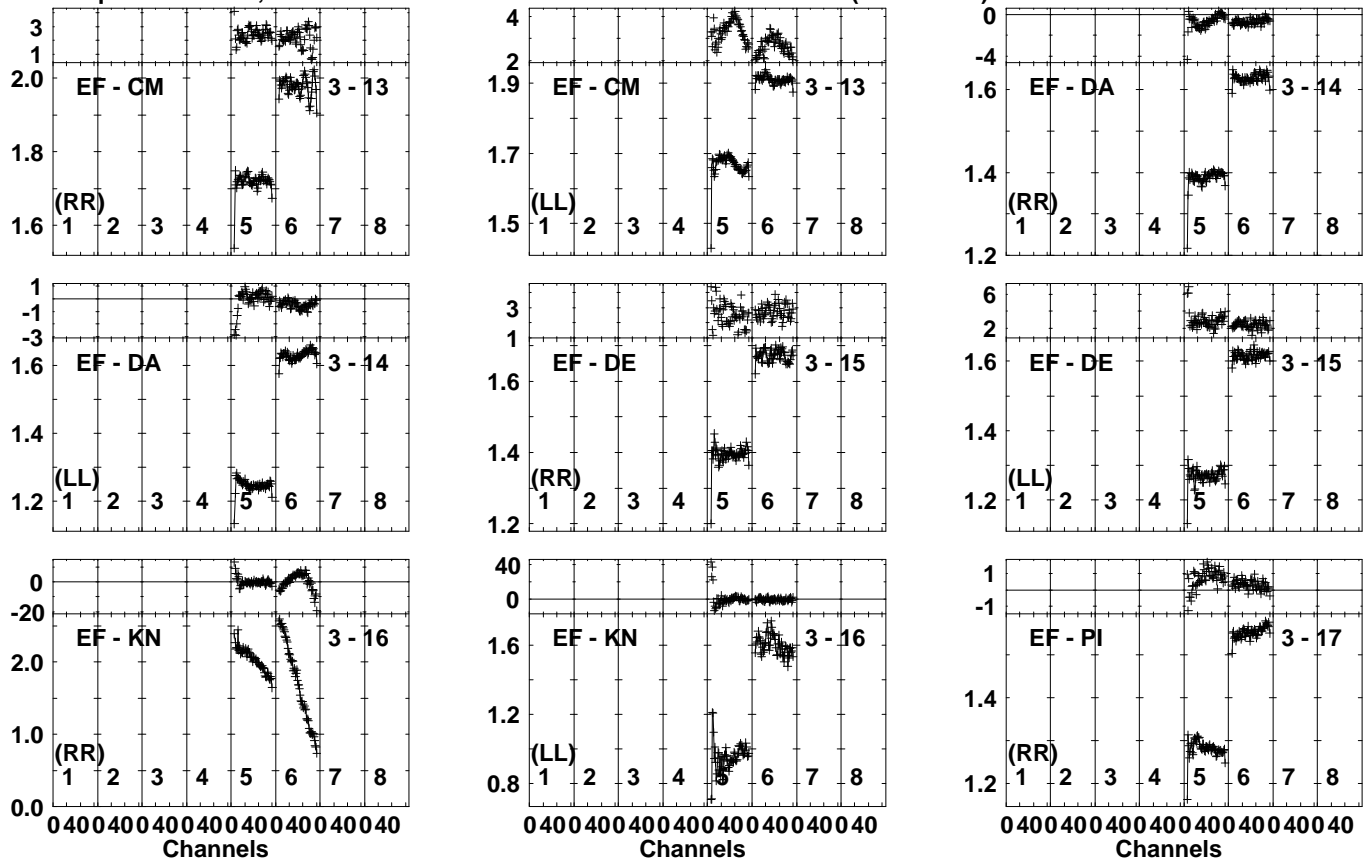 3 1 2.0 1.8 1.6 EF - CM 3 - 13 (RR) 1 2 3 4 5 6 7 8
4 2 1.9 1.7 1.5 EF - CM 3 - 13 (LL) 1 2 3 4 5 6 7 8
0 -4 1.6 1.4 1.2 EF - DA 3 - 14 (RR) 1 2 3 4 5 6 7 8
1 -1 -3 1.6 1.4 1.2 EF - DA 3 - 14 (LL) 1 2 3 4 5 6 7 8
3 1 1.6 1.4 1.2 EF - DE 3 - 15 (RR) 1 2 3 4 5 6 7 8
6 2 1.6 1.4 1.2 EF - DE 3 - 15 (LL) 1 2 3 4 5 6 7 8
0 -20 2.0 1.0 0.0 EF - KN 3 - 16 (RR) 1 2 3 4 5 6 7 8
40 0 1.6 1.2 0.8 EF - KN 3 - 16 (LL) 1 2 3 4 5 6 7 8
1 -1 1.4 1.2 EF - PI 3 - 17 (RR) 1 2 3 4 5 6 7 8
0 40 0 40 0 40 0 40 0 40 0 40 0 40 0 40
Channels
0 40 0 40 0 40 0 40 0 40 0 40 0 40 0 40
Channels
0 40 0 40 0 40 0 40 0 40 0 40 0 40 0 40
Channels